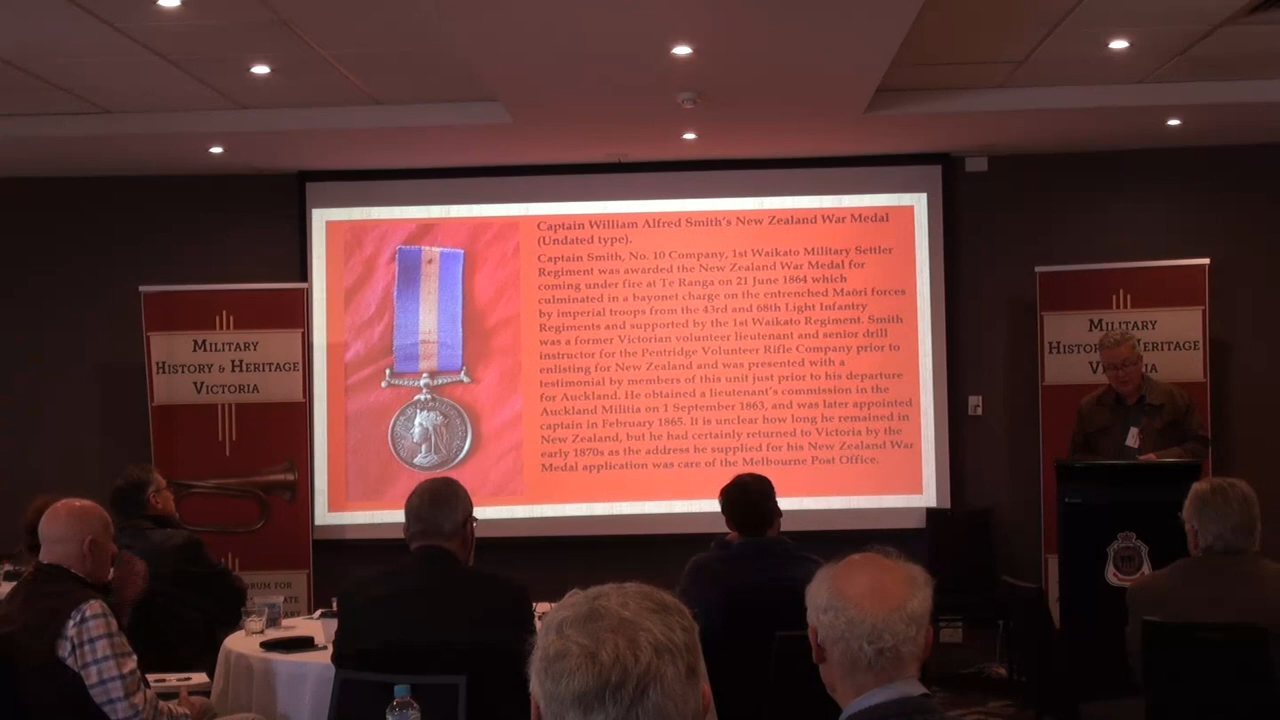 Captain William Alfred Smith's New Zealand War Medal
(Undated type).
Captain Smith, No. 10 Company, 1st Waikato Military Settler
Regiment was awarded the New Zealand War Medal for
coming under fire at Te Ranga on 21 June 1864 which
culminated in a bayonet charge on the entrenched Maōri forces
by imperial troops from the 43rd and 68th Light Infantry
Regiments and supported by the 1st Waikato Regiment. Smith
was a former Victorian volunteer lieutenant and senior drill
instructor for the Pentridge Volunteer Rifle Company prior to
enlisting for New Zealand and was presented with a
testimonial by members of this unit just prior to his departure
for Auckland. He obtained a lieutenant's commission in the
Auckland Militia on 1 September 1863, and was later appointed
captain in February 1865. It is unclear how long he remained in
New Zealand, but he had certainly returned to Victoria by the
early 1870s as the address he supplied for his New Zealand War
Medal application was care of the Melbourne Post Office.
MILITARY
HISTORY & HERITAGE
VICTORIA
FOR
MILITARY